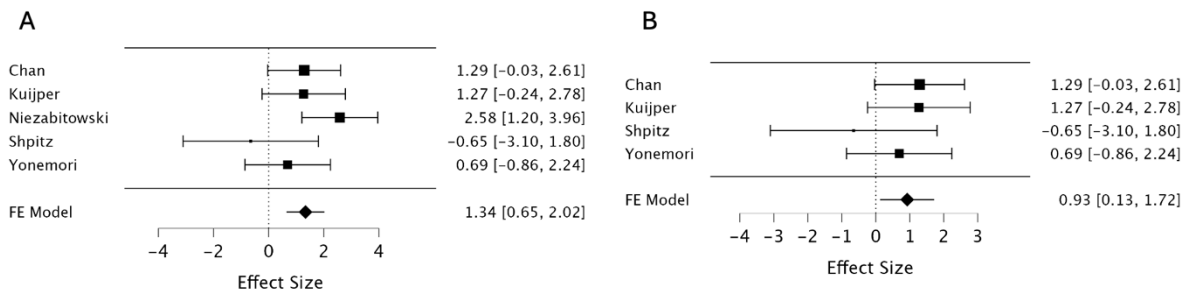 A
Chan 1.29 [−0.03, 2.61]
Kuijper 1.27 [−0.24, 2.78]
Niezabitowski 2.58 [1.20, 3.96]
Shpitz −0.65 [−3.10, 1.80]
Yonemori 0.69 [−0.86, 2.24]
FE Model 1.34 [0.65, 2.02]
−4 −2 0 2 4
Effect Size
B
Chan 1.29 [−0.03, 2.61]
Kuijper 1.27 [−0.24, 2.78]
Shpitz −0.65 [−3.10, 1.80]
Yonemori 0.69 [−0.86, 2.24]
FE Model 0.93 [0.13, 1.72]
−4 −3 −2 −1 0 1 2 3
Effect Size